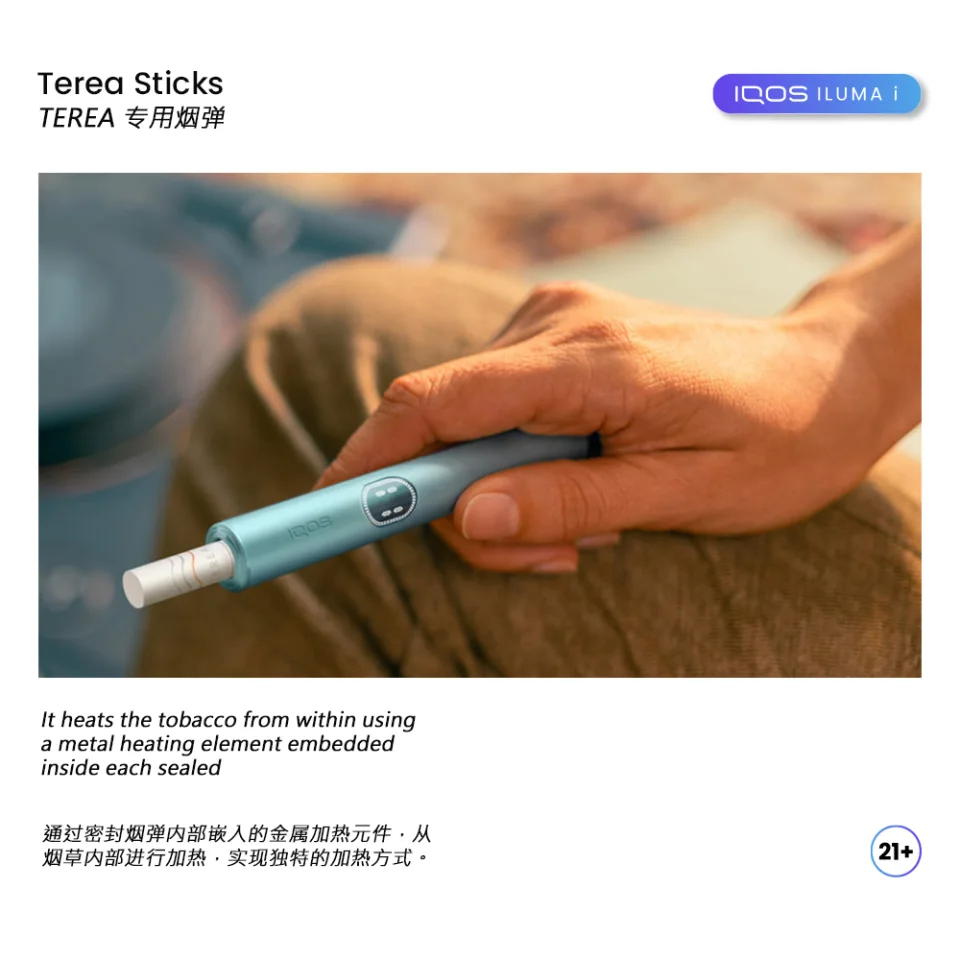 Terea Sticks
IQOS ILUMA i
TEREA 专用烟弹
IQOS
It heats the tobacco from within using
a metal heating element embedded
inside each sealed
通过密封烟弹内部嵌入的金属加热元件，从
烟草内部进行加热，实现独特的加热方式。
21+